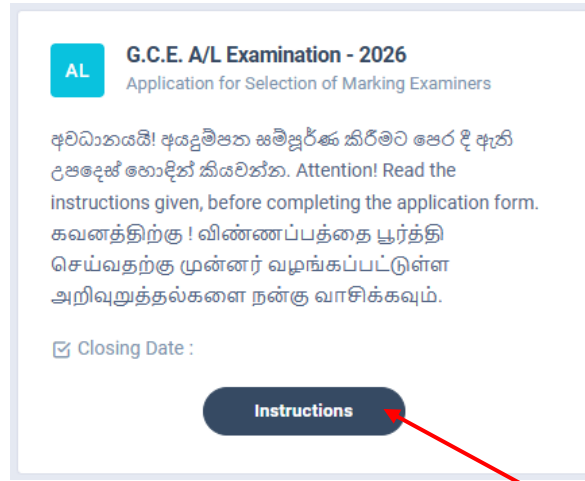 AL
G.C.E. A/L Examination - 2026
Application for Selection of Marking Examiners
අවධානයයි! අයදුම්පත සම්පූර්ණ කිරීමට පෙර දී ඇති
උපදෙස් හොඳින් කියවන්න. Attention! Read the
instructions given, before completing the application form.
கவனத்திற்கு ! விண்ணப்பத்தை பூர்த்தி
செய்வதற்கு முன்னர் வழங்கப்பட்டுள்ள
அறிவுறுத்தல்களை நன்கு வாசிக்கவும்.
Closing Date :
Instructions